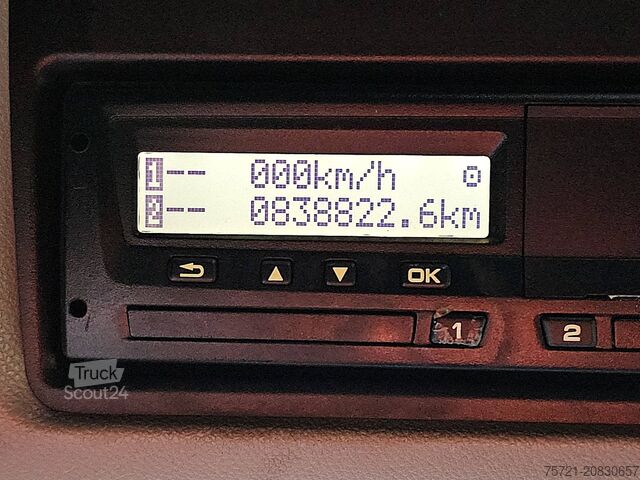 1-- 000km/h
2-- 0838822.6km
OK
1
2
Truck
Scout24
75721-20830657